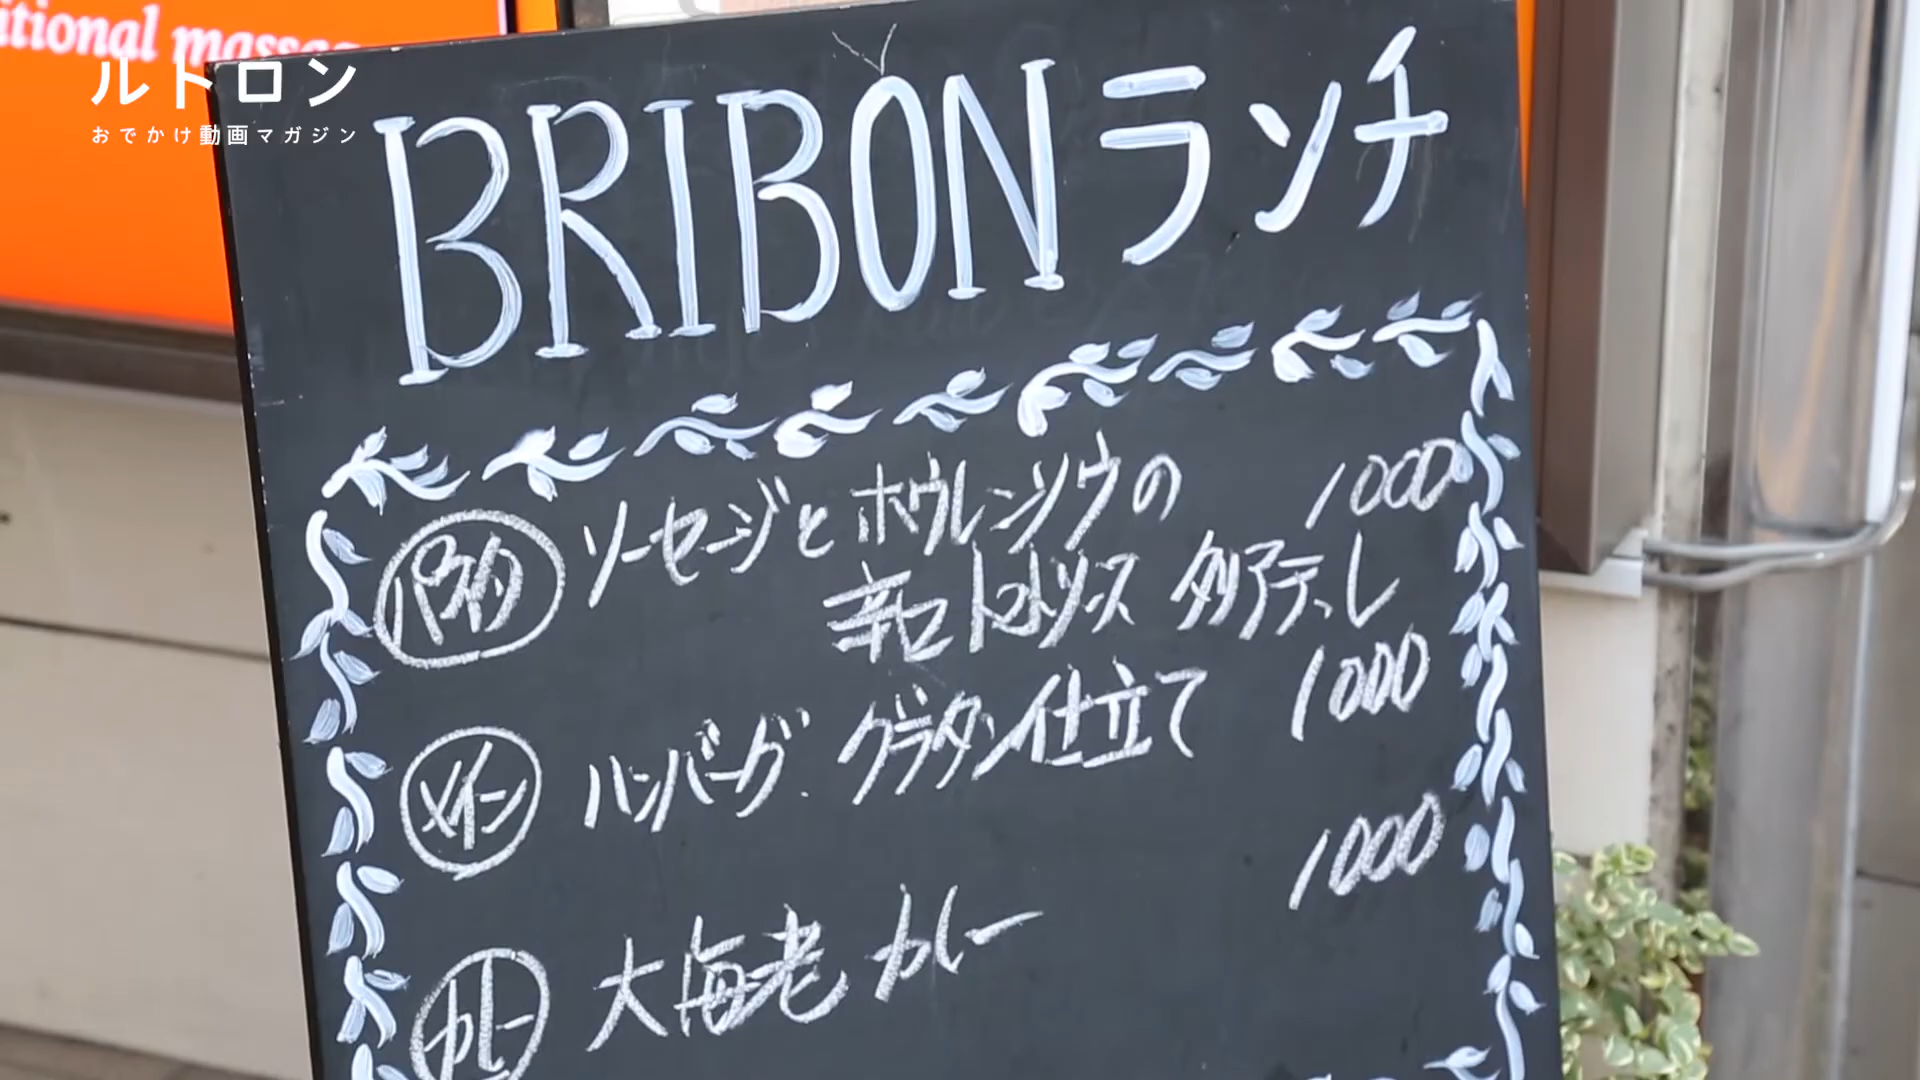 itional massa
ルトロン
おでかけ動画マガジン
BRIBONランチ
パスタ ソーセージとホウレンソウの 1000
辛セトマトソース タリアテッレ
メイン ハンバーグ グラタン仕立て 1000
1000
カレー 大海老カレー